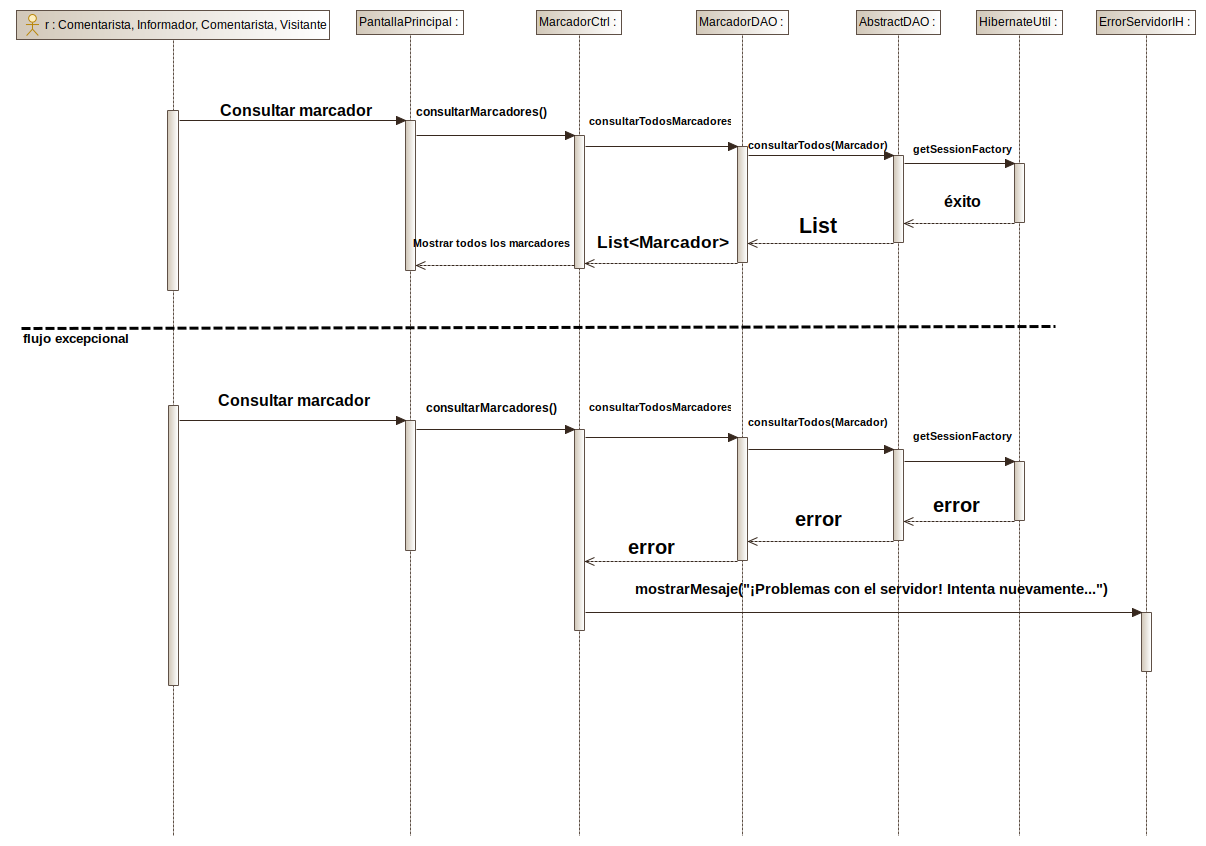 r : Comentarista, Informador, Comentarista, Visitante
PantallaPrincipal :
MarcadorCtrl :
MarcadorDAO :
AbstractDAO :
HibernateUtil :
ErrorServidorIH :
Consultar marcador
consultarMarcadores()
consultarTodosMarcadores
consultarTodos(Marcador)
getSessionFactory
éxito
List
List<Marcador>
Mostrar todos los marcadores
flujo excepcional
Consultar marcador
consultarMarcadores()
consultarTodosMarcadores
consultarTodos(Marcador)
getSessionFactory
error
error
error
mostrarMesaje("¡Problemas con el servidor! Intenta nuevamente...")